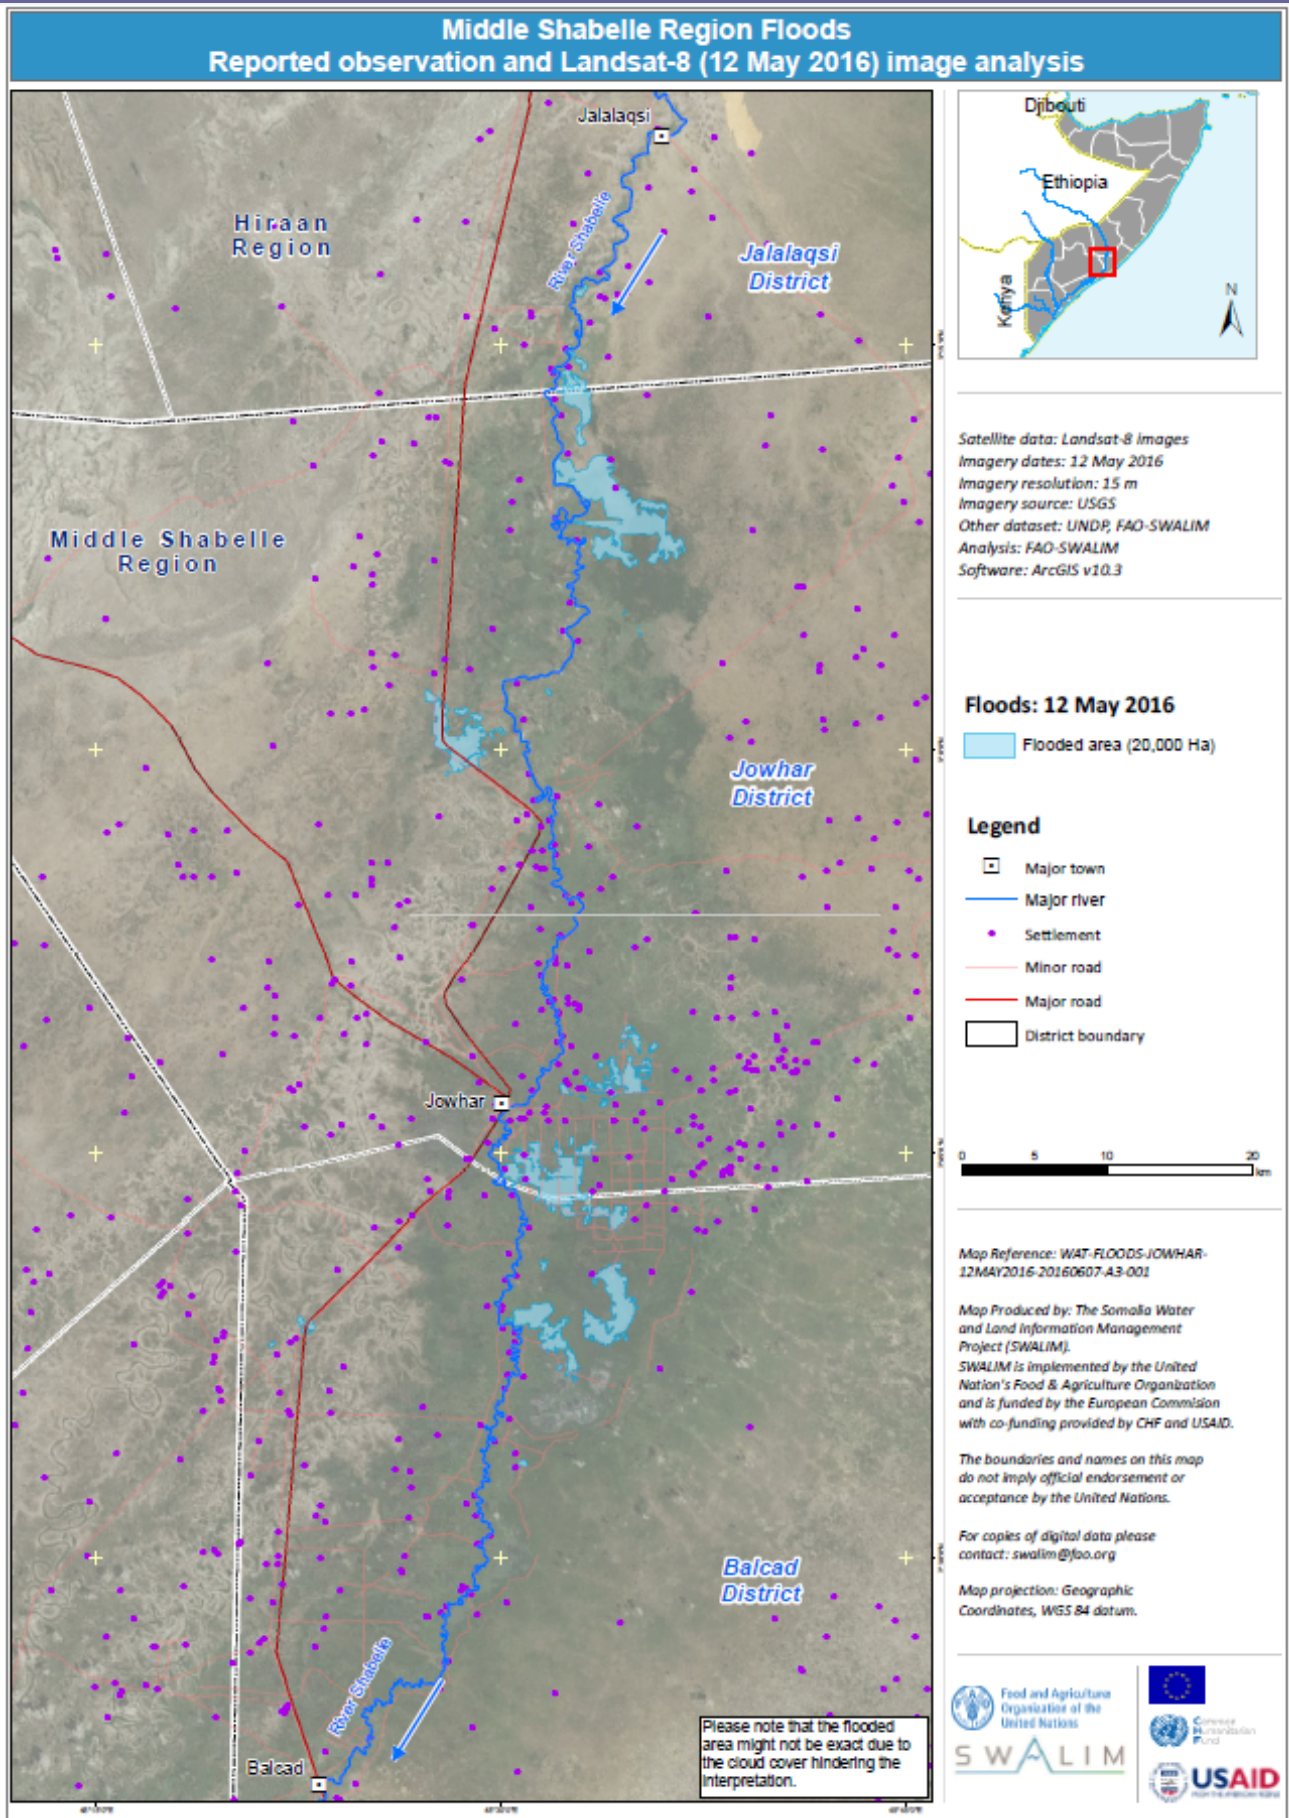 Middle Shabelle Region Floods
Reported observation and Landsat-8 (12 May 2016) image analysis
Jalalaqsi
Hiraan
Region
River Shabelle
Jalalaqsi
District
Middle Shabelle
Region
Jowhar
District
Jowhar
Balcad
District
River Shabelle
Balcad
Please note that the flooded
area might not be exact due to
the cloud cover hindering the
interpretation.
Djibouti
Ethiopia
Kenya
N
Satellite data: Landsat-8 images
Imagery dates: 12 May 2016
Imagery resolution: 15 m
Imagery source: USGS
Other dataset: UNDP, FAO-SWALIM
Analysis: FAO-SWALIM
Software: ArcGIS v10.3
Floods: 12 May 2016
Flooded area (20,000 Ha)
Legend
Major town
Major river
Settlement
Minor road
Major road
District boundary
0 5 10 20
km
Map Reference: WAT-FLOODS-JOWHAR-
12MAY2016-20160607-A3-001
Map Produced by: The Somalia Water
and Land Information Management
Project (SWALIM).
SWALIM is implemented by the United
Nation's Food & Agriculture Organization
and is funded by the European Commision
with co-funding provided by CHF and USAID.
The boundaries and names on this map
do not imply official endorsement or
acceptance by the United Nations.
For copies of digital data please
contact: swalim@fao.org
Map projection: Geographic
Coordinates, WGS 84 datum.
Food and Agriculture
Organization of the
United Nations
SWALIM
Common
Humanitarian
Fund
USAID
FROM THE AMERICAN PEOPLE